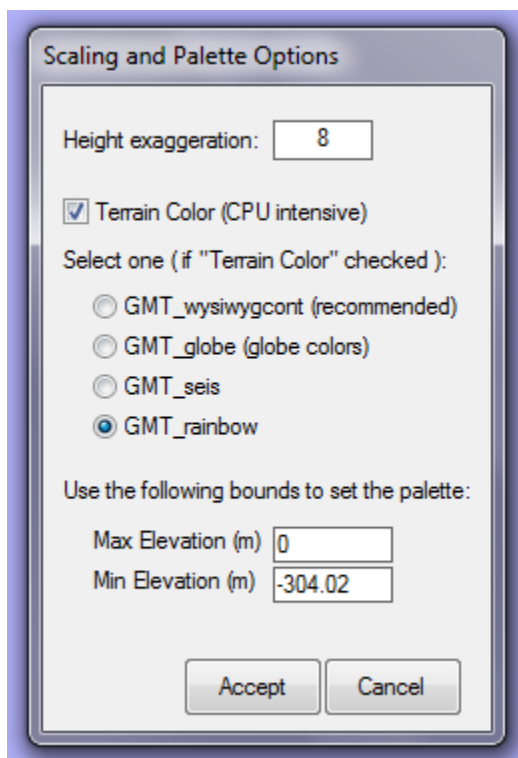 Scaling and Palette Options
Height exaggeration: 8
Terrain Color (CPU intensive)
Select one ( if "Terrain Color" checked ):
GMT_wysiwygcont (recommended)
GMT_globe (globe colors)
GMT_seis
GMT_rainbow
Use the following bounds to set the palette:
Max Elevation (m) 0
Min Elevation (m) -304.02
Accept Cancel